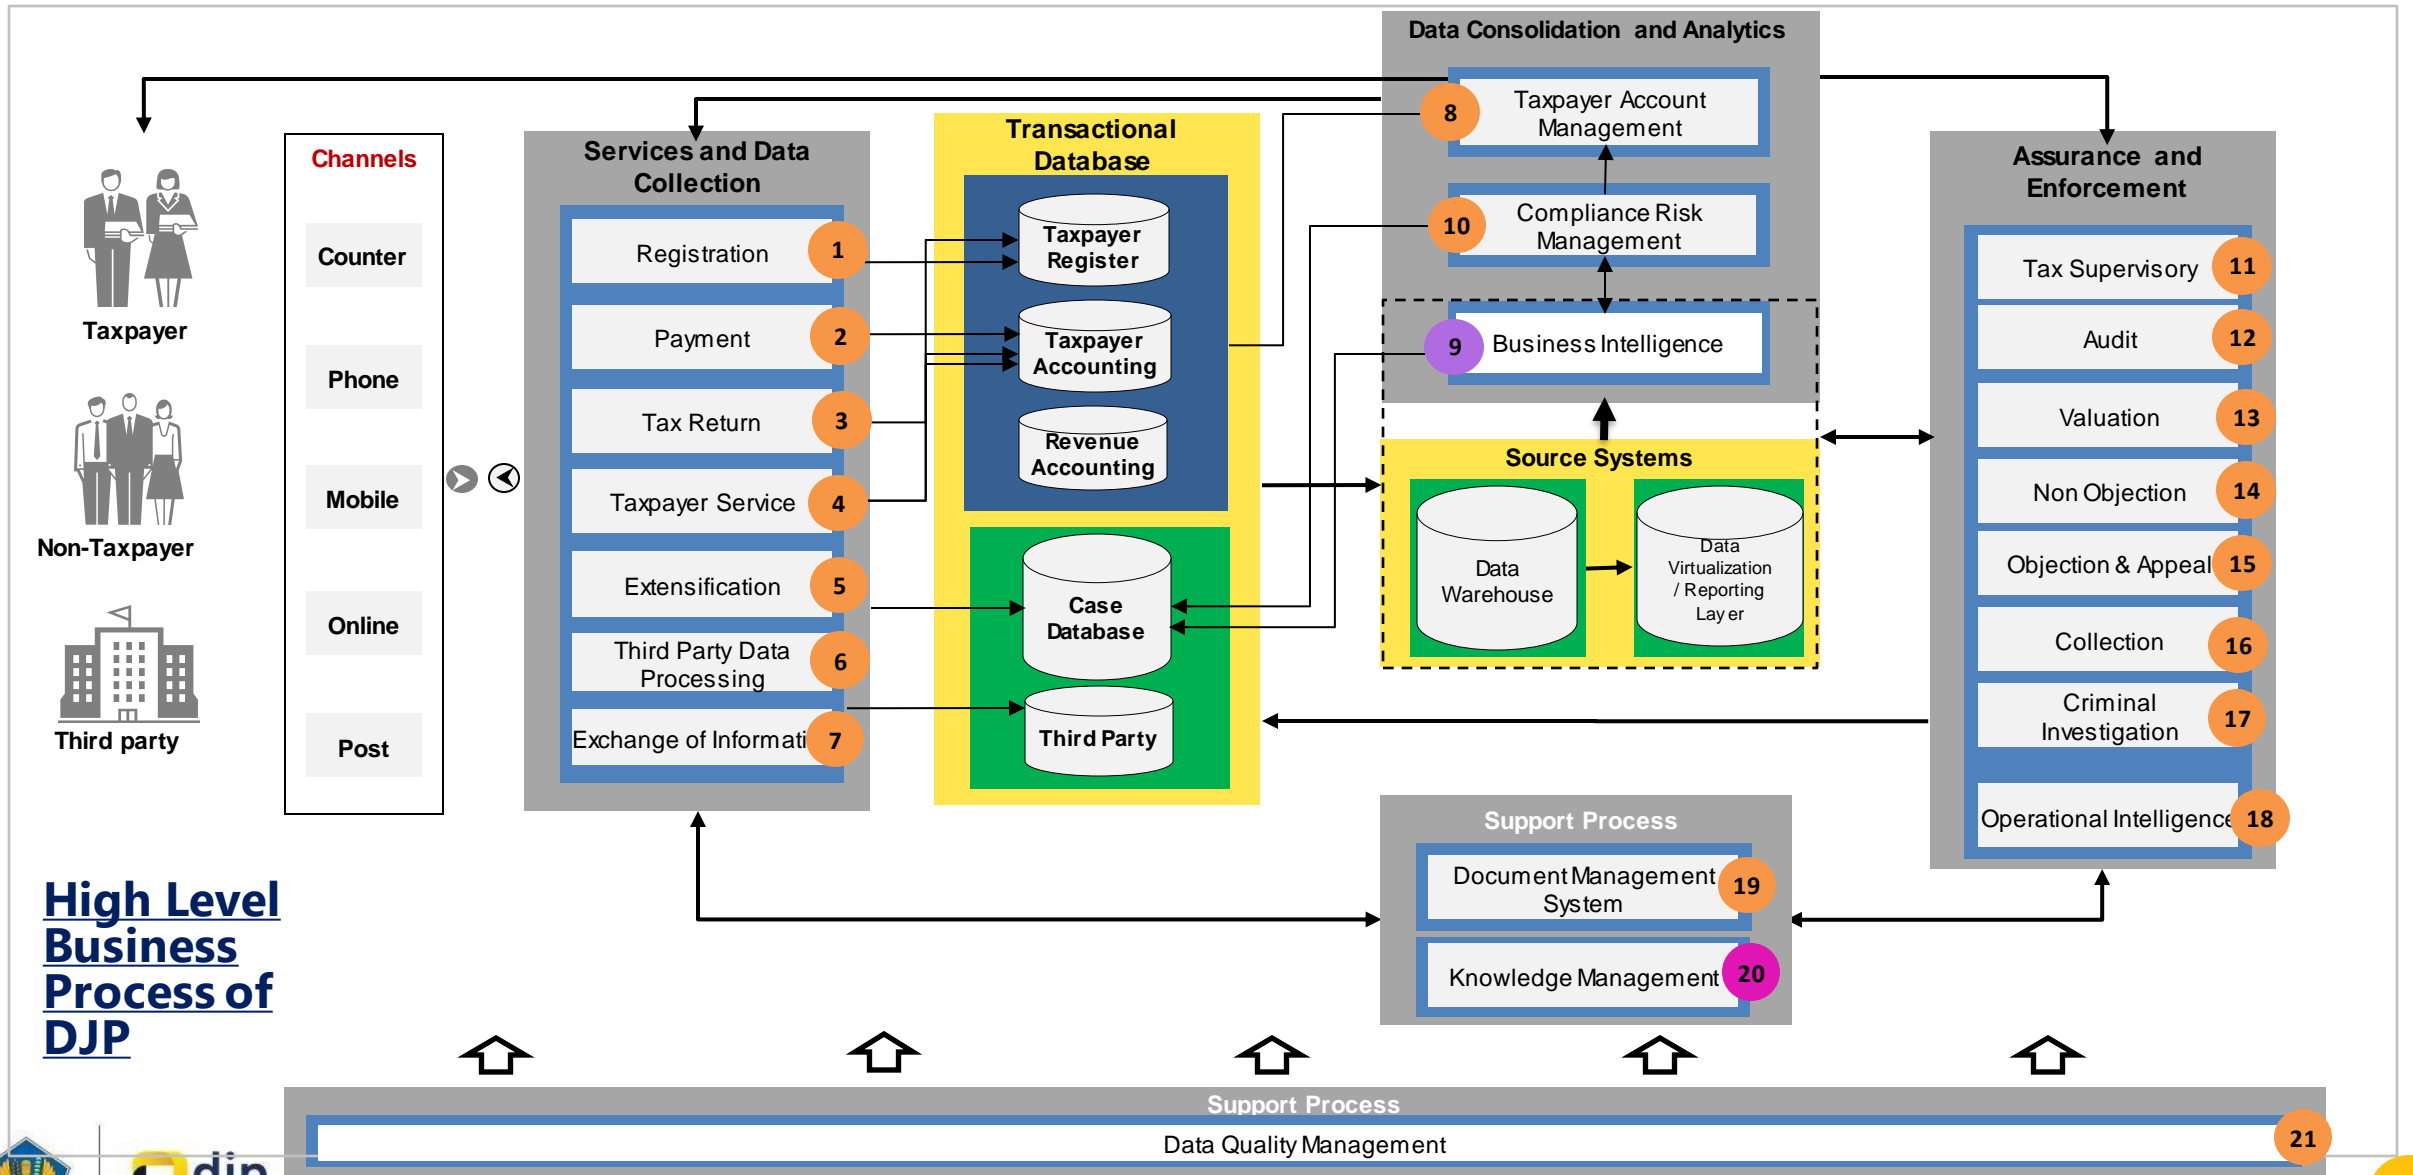 Data Consolidation and Analytics
Taxpayer Account
Management
8
Compliance Risk
Management
10
Business Intelligence
9
Source Systems
Data
Warehouse
Data
Virtualization
/ Reporting
Layer
Taxpayer
Non-Taxpayer
Third party
Channels
Counter
Phone
Mobile
Online
Post
Services and Data
Collection
Registration
1
Payment
2
Tax Return
3
Taxpayer Service
4
Extensification
5
Third Party Data
Processing
6
Exchange of Informati
7
Transactional
Database
Taxpayer
Register
Taxpayer
Accounting
Revenue
Accounting
Case
Database
Third Party
Assurance and
Enforcement
Tax Supervisory
11
Audit
12
Valuation
13
Non Objection
14
Objection & Appeal
15
Collection
16
Criminal
Investigation
17
Operational Intelligence
18
Support Process
Document Management
System
19
Knowledge Management
20
High Level
Business
Process of
DJP
Support Process
Data Quality Management
21
djp